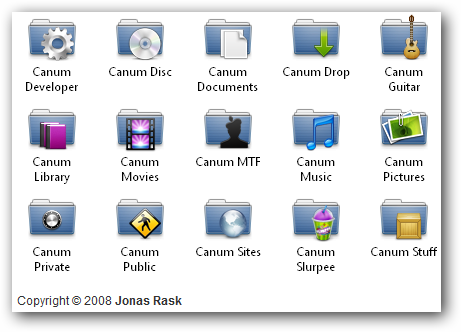 Canum Developer
Canum Disc
Canum Documents
Canum Drop
Canum Guitar
Canum Library
Canum Movies
Canum MTF
Canum Music
Canum Pictures
Canum Private
Canum Public
Canum Sites
Canum Slurpee
Canum Stuff
Copyright © 2008 Jonas Rask